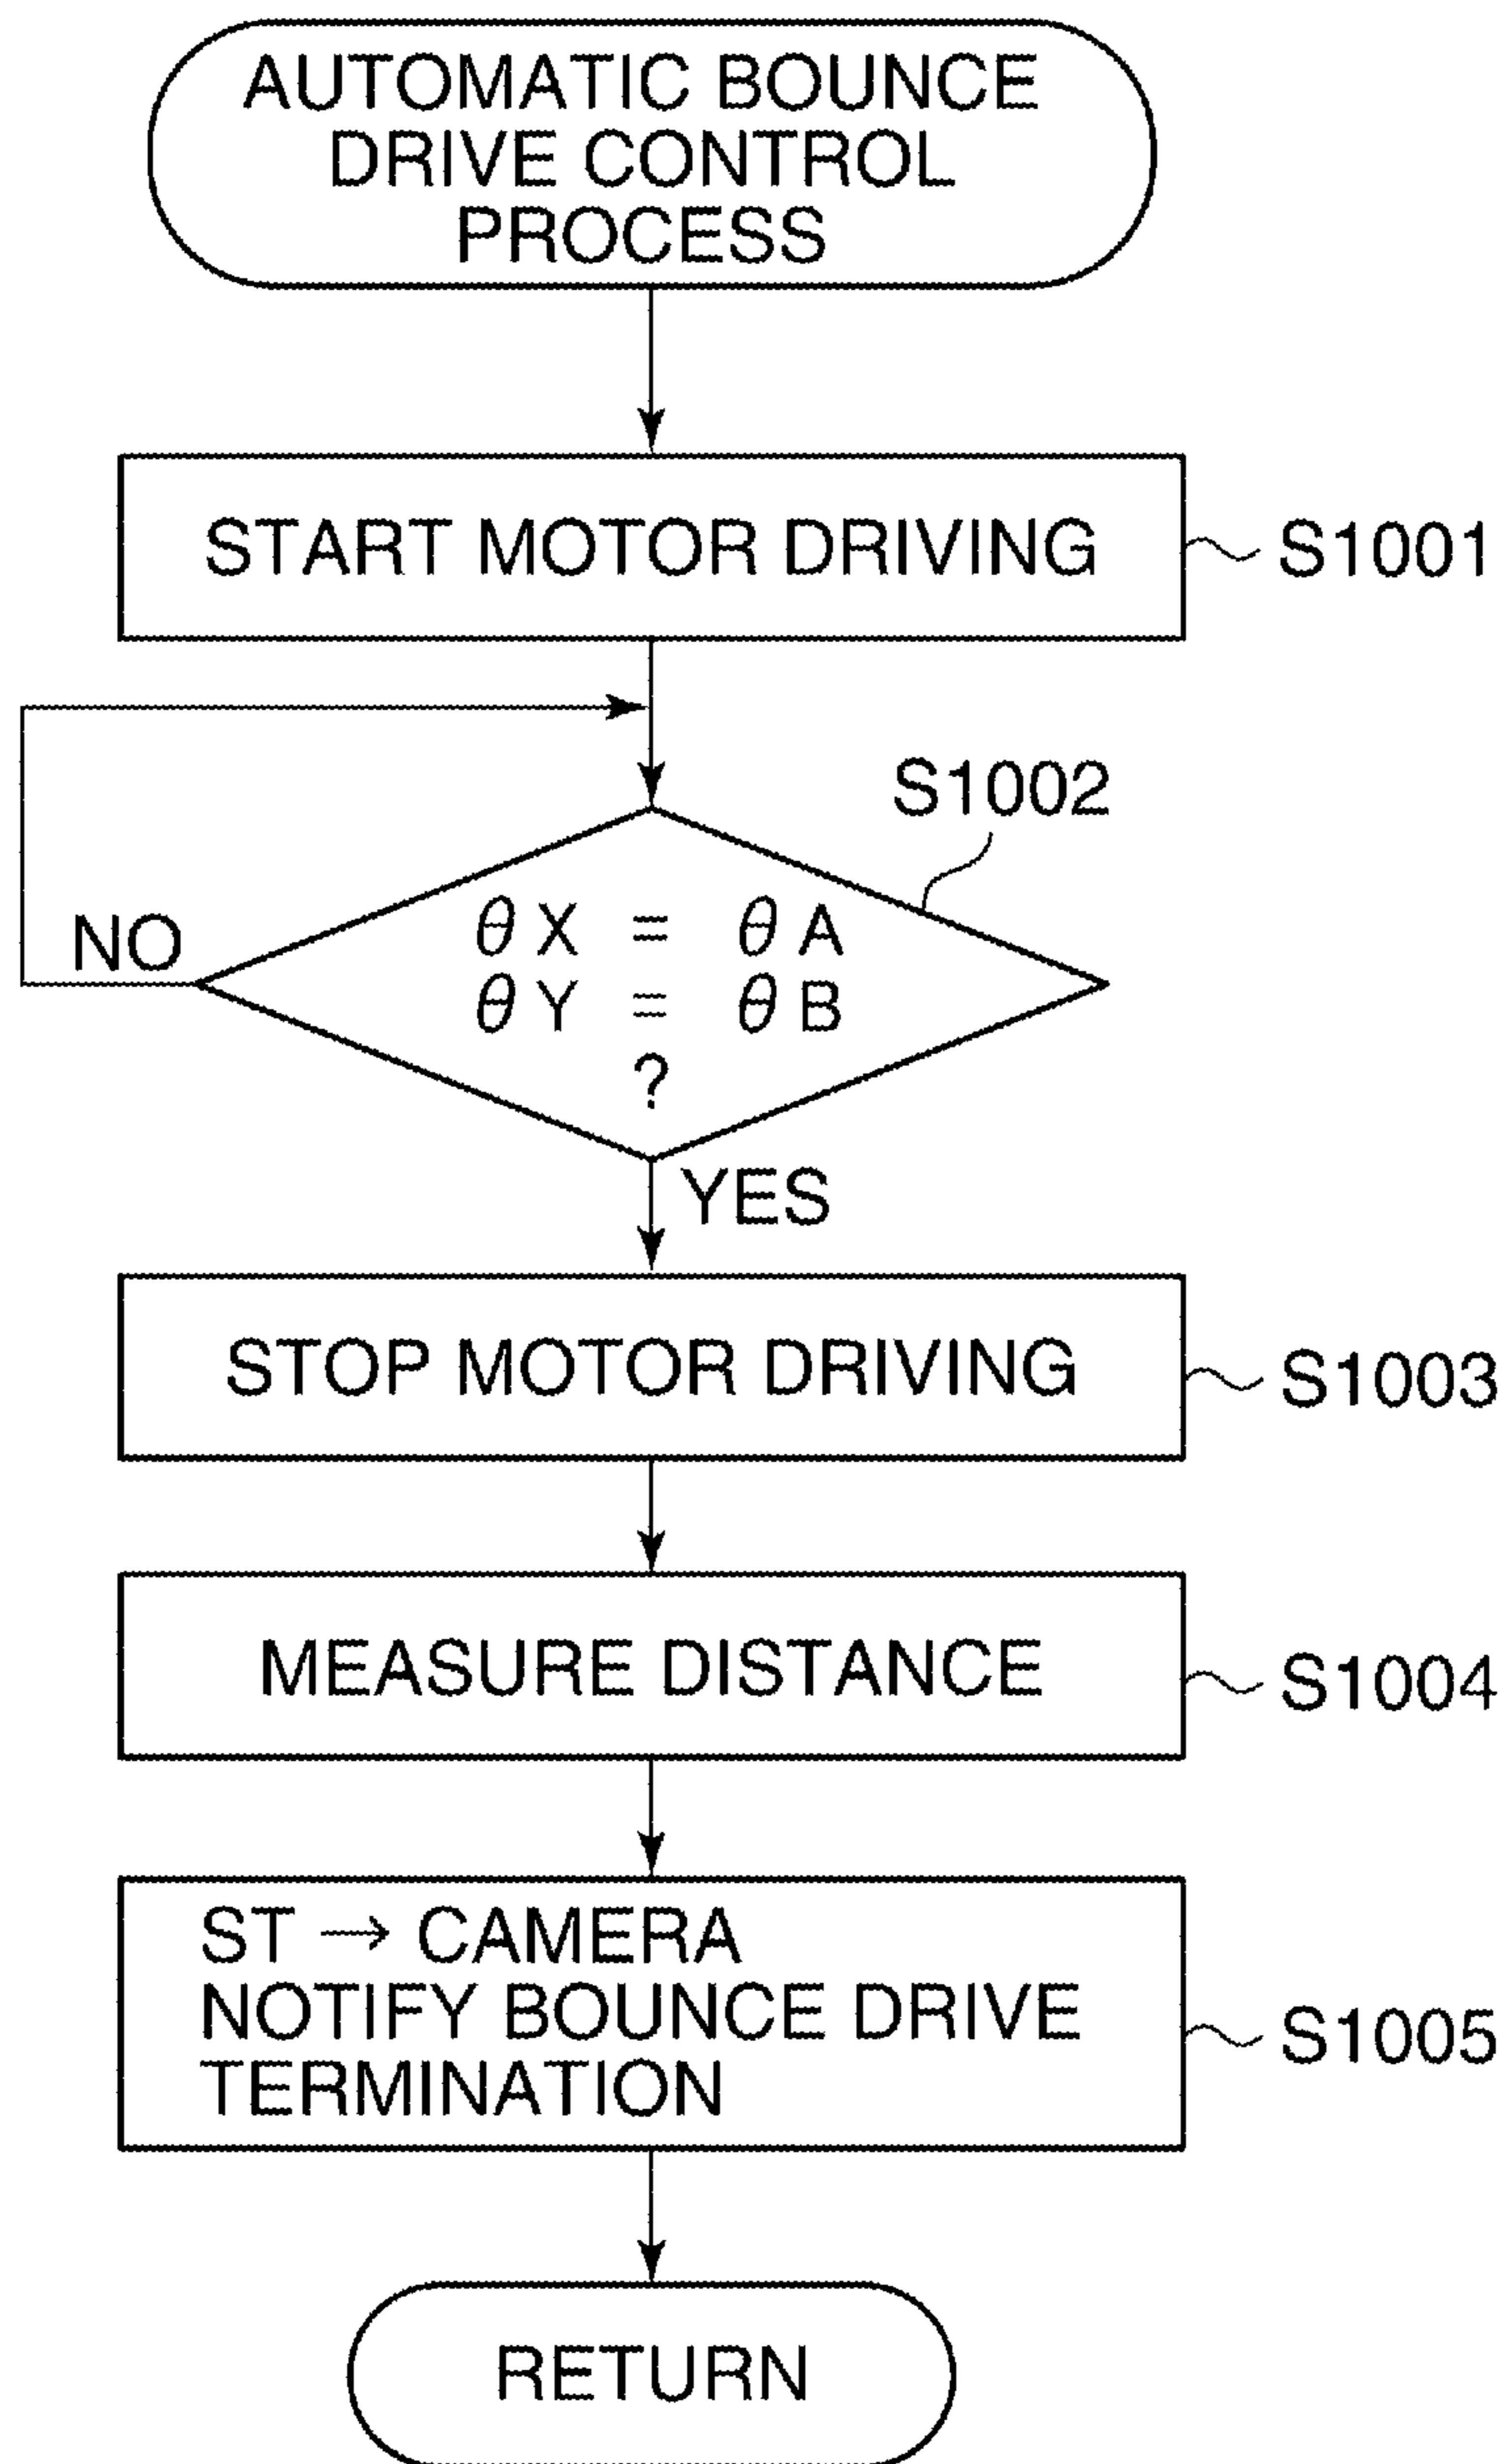 AUTOMATIC BOUNCE
DRIVE CONTROL
PROCESS
START MOTOR DRIVING
S1001
S1002
NO
θX = θA
θY = θB
?
YES
STOP MOTOR DRIVING
S1003
MEASURE DISTANCE
S1004
ST → CAMERA
NOTIFY BOUNCE DRIVE
TERMINATION
S1005
RETURN